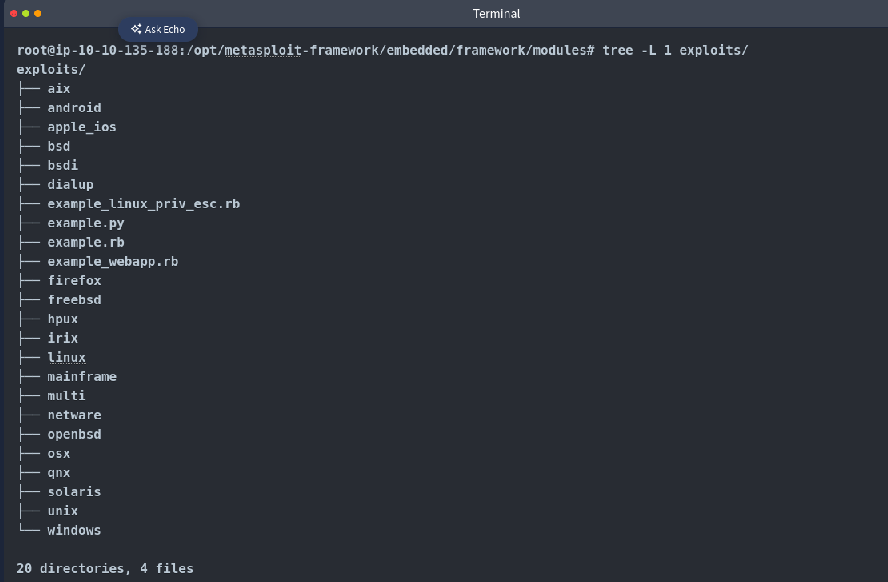 Terminal
Ask Echo
root@ip-10-10-135-188:/opt/metasploit-framework/embedded/framework/modules# tree -L 1 exploits/
exploits/
├── aix
├── android
├── apple_ios
├── bsd
├── bsdi
├── dialup
├── example_linux_priv_esc.rb
├── example.py
├── example.rb
├── example_webapp.rb
├── firefox
├── freebsd
├── hpux
├── irix
├── linux
├── mainframe
├── multi
├── netware
├── openbsd
├── osx
├── qnx
├── solaris
├── unix
└── windows
20 directories, 4 files